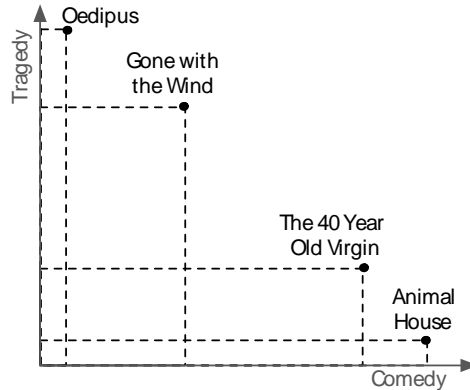 Oedipus
Tragedy
Gone with
the Wind
The 40 Year
Old Virgin
Animal
House
Comedy